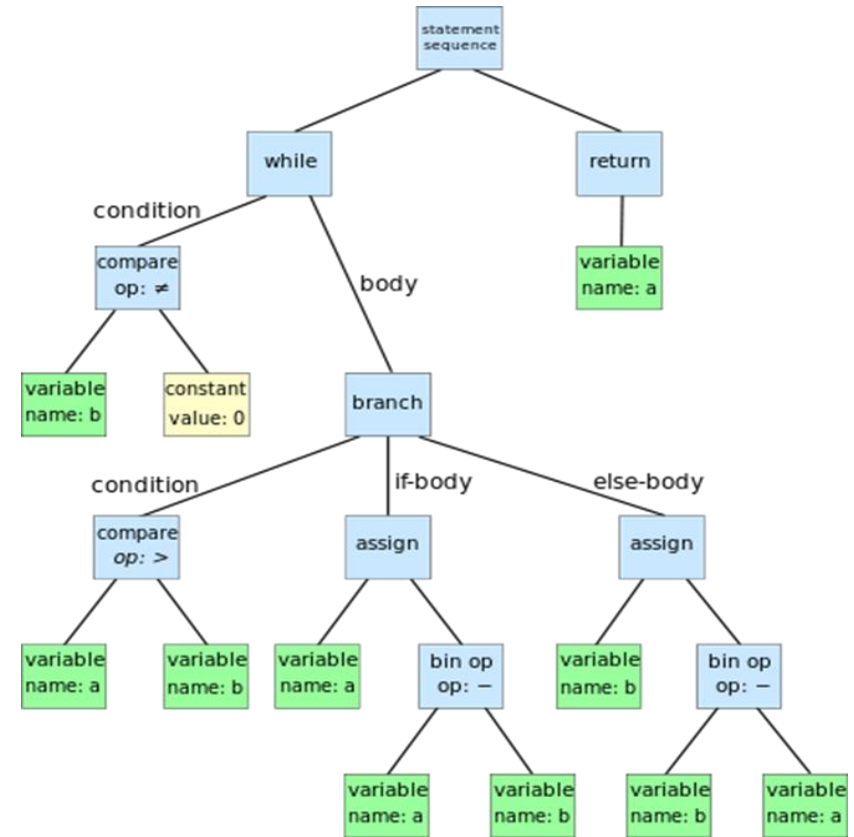 statement
sequence
while
return
condition
compare
op: ≠
body
variable
name: a
variable
name: b
constant
value: 0
branch
condition
if-body
else-body
compare
op: >
assign
assign
variable
name: a
variable
name: b
variable
name: a
bin op
op: −
variable
name: b
bin op
op: −
variable
name: a
variable
name: b
variable
name: b
variable
name: a